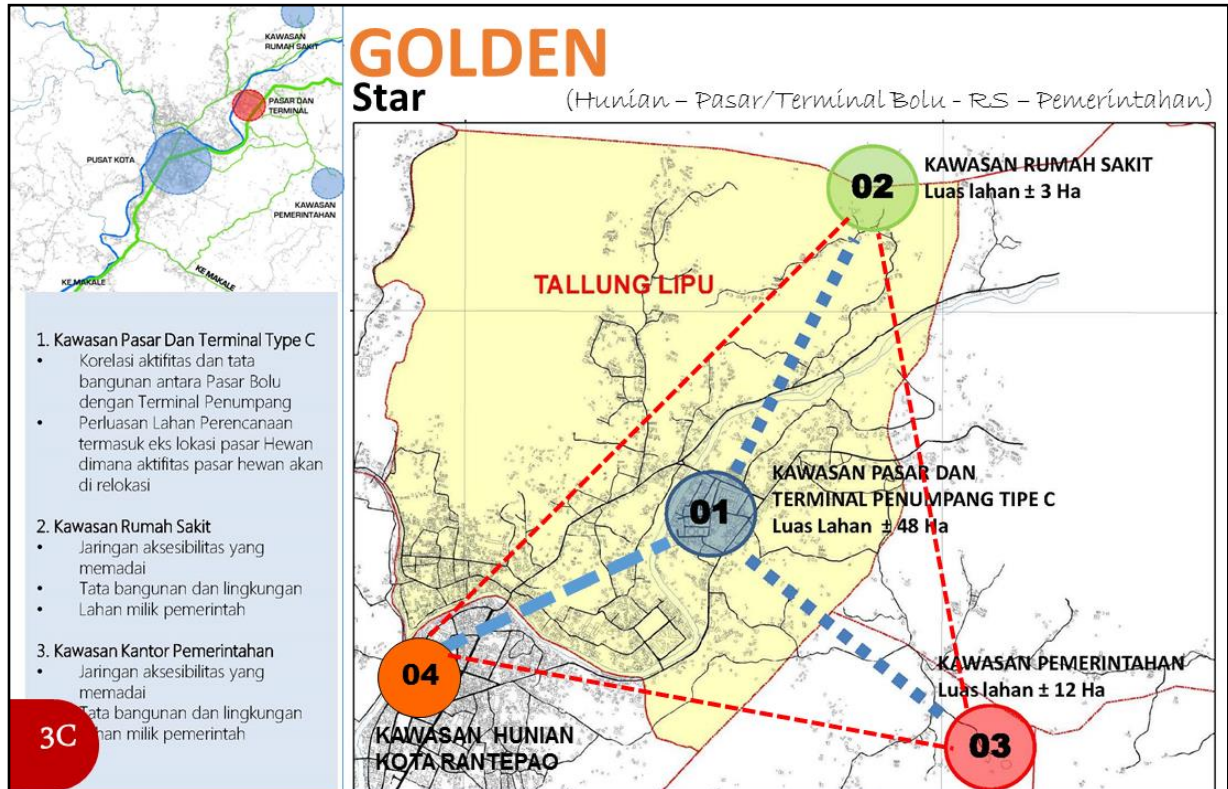 KAWASAN
RUMAH SAKIT
PASAR DAN
TERMINAL
PUSAT KOTA
KAWASAN
PEMERINTAHAN
KE MAKALE
KE MAKALE
GOLDEN
Star
(Hunian – Pasar/Terminal Bolu - RS – Pemerintahan)
1. Kawasan Pasar Dan Terminal Type C
• Korelasi aktifitas dan tata
bangunan antara Pasar Bolu
dengan Terminal Penumpang
• Perluasan Lahan Perencanaan
termasuk eks lokasi pasar Hewan
dimana aktifitas pasar hewan akan
di relokasi
2. Kawasan Rumah Sakit
• Jaringan aksesibilitas yang
memadai
• Tata bangunan dan lingkungan
• Lahan milik pemerintah
3. Kawasan Kantor Pemerintahan
• Jaringan aksesibilitas yang
memadai
Tata bangunan dan lingkungan
milik pemerintah
3C
02
KAWASAN RUMAH SAKIT
Luas lahan ± 3 Ha
TALLUNG LIPU
01
KAWASAN PASAR DAN
TERMINAL PENUMPANG TIPE C
Luas Lahan ± 48 Ha
KAWASAN PEMERINTAHAN
Luas lahan ± 12 Ha
03
04
KAWASAN HUNIAN
KOTA RANTEPAO